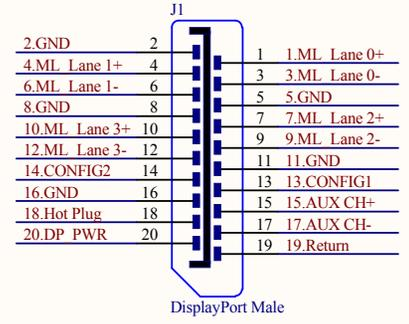 J1
2.GND 2
4.ML Lane 1+ 4
6.ML Lane 1- 6
8.GND 8
10.ML Lane 3+ 10
12.ML Lane 3- 12
14.CONFIG2 14
16.GND 16
18.Hot Plug 18
20.DP PWR 20
1 1.ML Lane 0+
3 3.ML Lane 0-
5 5.GND
7 7.ML Lane 2+
9 9.ML Lane 2-
11 11.GND
13 13.CONFIG1
15 15.AUX CH+
17 17.AUX CH-
19 19.Return
DisplayPort Male